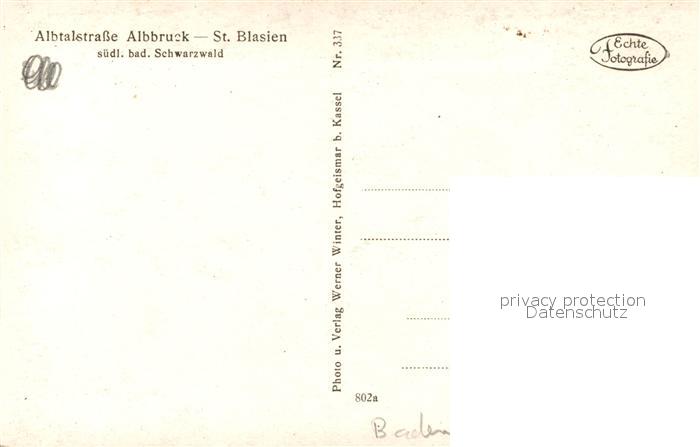 Albtalstraße Albbruck — St. Blasien
südl. bad. Schwarzwald
Photo u. Verlag Werner Winter, Hofgeismar b. Kassel Nr. 337
Echte
Fotografie
privacy protection
Datenschutz
802a
Baden